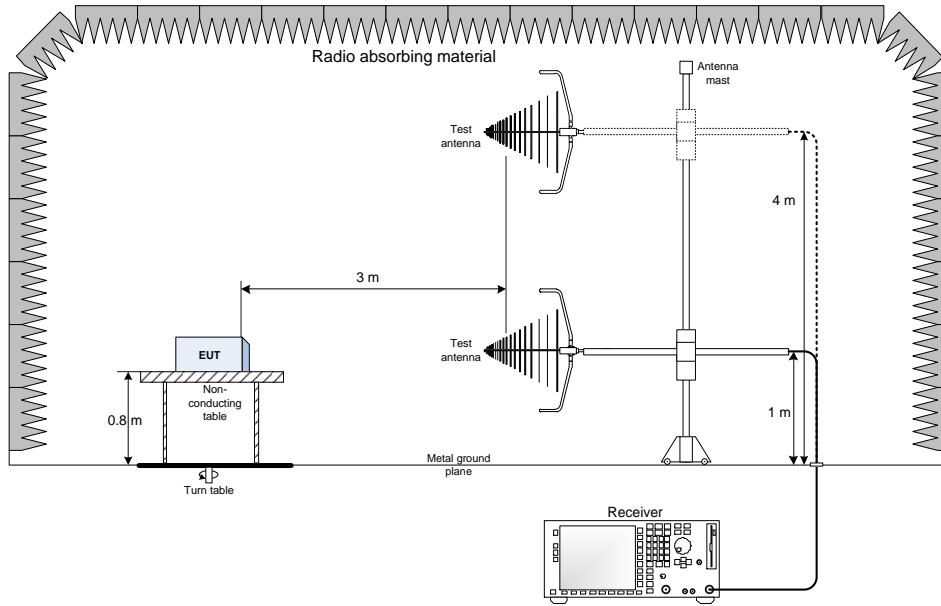 Radio absorbing material
Antenna
mast
Test
antenna
4 m
3 m
Test
antenna
EUT
Non-
conducting
table
0.8 m
1 m
Metal ground
plane
Turn table
Receiver